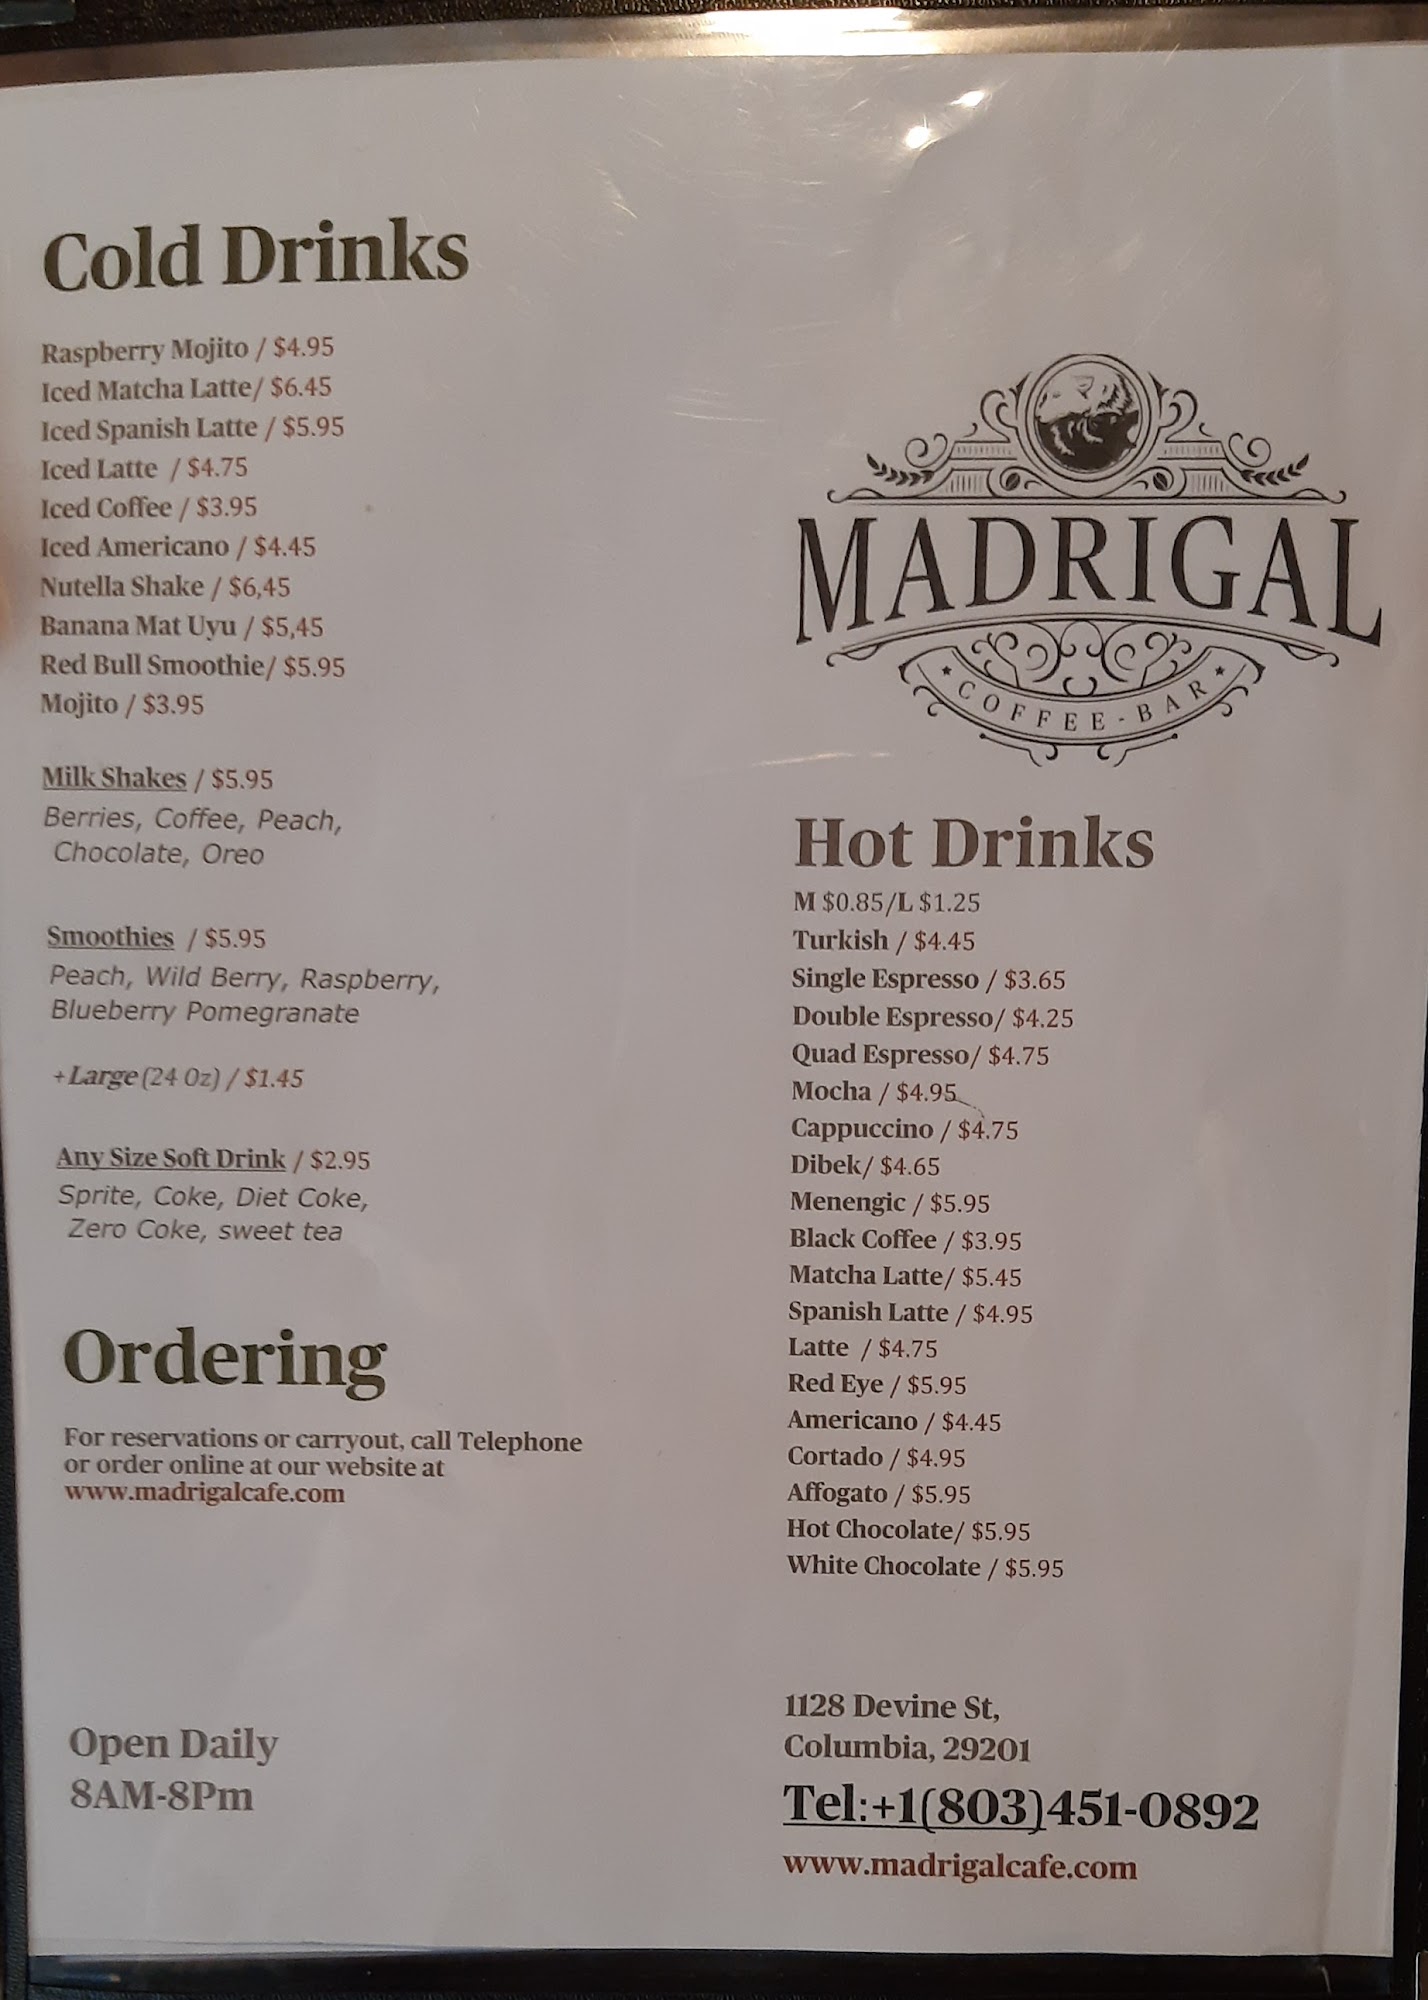 Cold Drinks
Raspberry Mojito / $4.95
Iced Matcha Latte/ $6.45
Iced Spanish Latte / $5.95
Iced Latte / $4.75
Iced Coffee / $3.95
Iced Americano / $4.45
Nutella Shake / $6,45
Banana Mat Uyu / $5,45
Red Bull Smoothie/ $5.95
Mojito / $3.95
Milk Shakes / $5.95
Berries, Coffee, Peach,
Chocolate, Oreo
Smoothies / $5.95
Peach, Wild Berry, Raspberry,
Blueberry Pomegranate
+Large (24 Oz) / $1.45
Any Size Soft Drink / $2.95
Sprite, Coke, Diet Coke,
Zero Coke, sweet tea
Ordering
For reservations or carryout, call Telephone
or order online at our website at
www.madrigalcafe.com
Open Daily
8AM-8Pm
MADRIGAL
COFFEE-BAR
Hot Drinks
M $0.85/L $1.25
Turkish / $4.45
Single Espresso / $3.65
Double Espresso/ $4.25
Quad Espresso/ $4.75
Mocha / $4.95
Cappuccino / $4.75
Dibek/ $4.65
Menengic / $5.95
Black Coffee / $3.95
Matcha Latte/ $5.45
Spanish Latte / $4.95
Latte / $4.75
Red Eye / $5.95
Americano / $4.45
Cortado / $4.95
Affogato / $5.95
Hot Chocolate/ $5.95
White Chocolate / $5.95
1128 Devine St,
Columbia, 29201
Tel:+1(803)451-0892
www.madrigalcafe.com